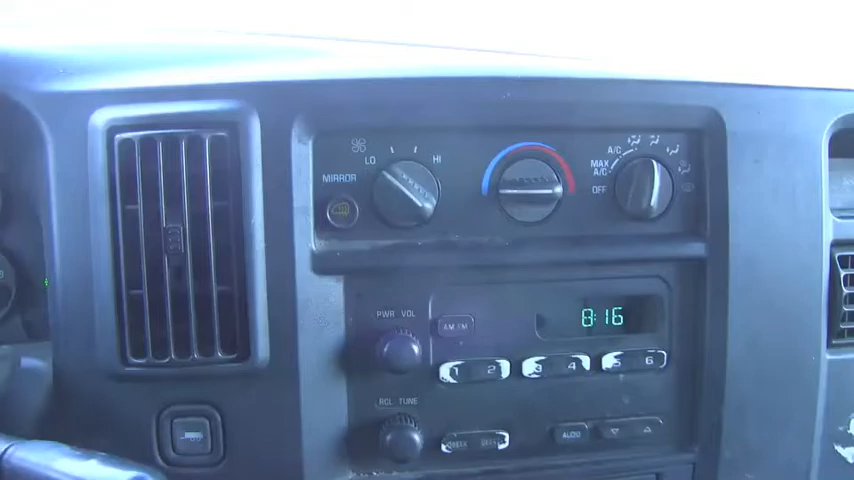 LO HI
MIRROR
A/C
MAX A/C
OFF
PWR VOL
AM FM
8:16
1 2 3 4 5 6
RCL TUNE
SEEK
AUDIO